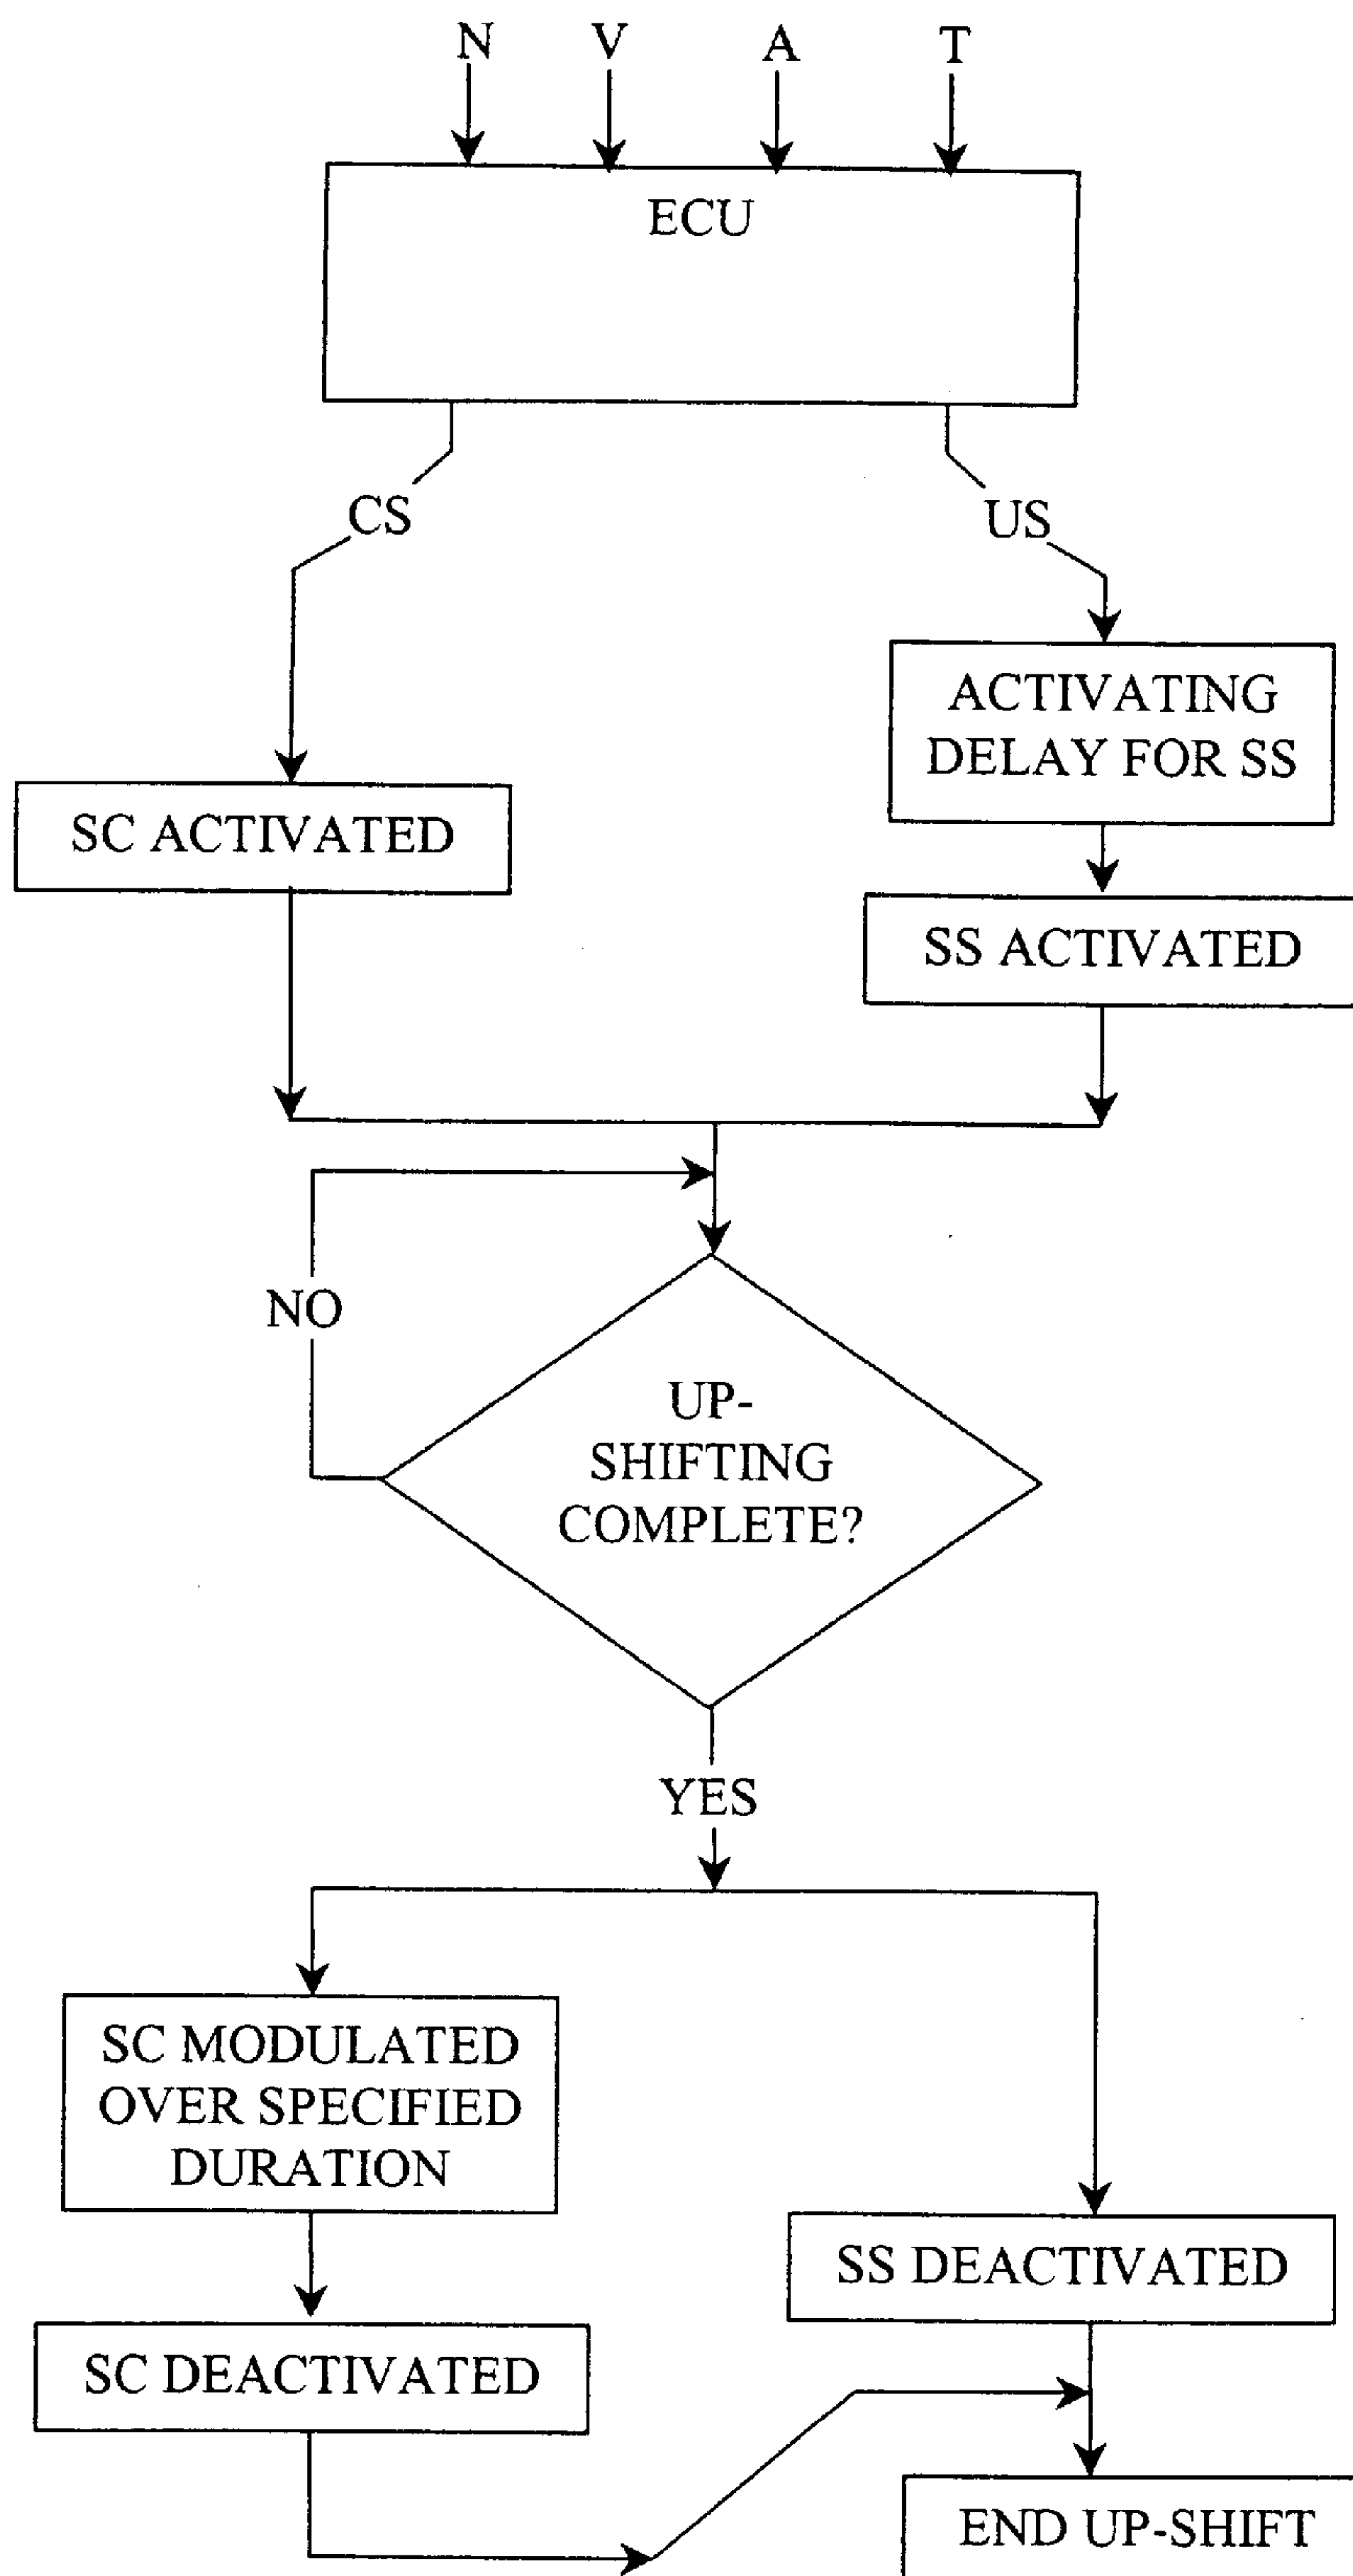 N V A T
ECU
CS
US
ACTIVATING
DELAY FOR SS
SC ACTIVATED
SS ACTIVATED
NO
UP-
SHIFTING
COMPLETE?
YES
SC MODULATED
OVER SPECIFIED
DURATION
SS DEACTIVATED
SC DEACTIVATED
END UP-SHIFT